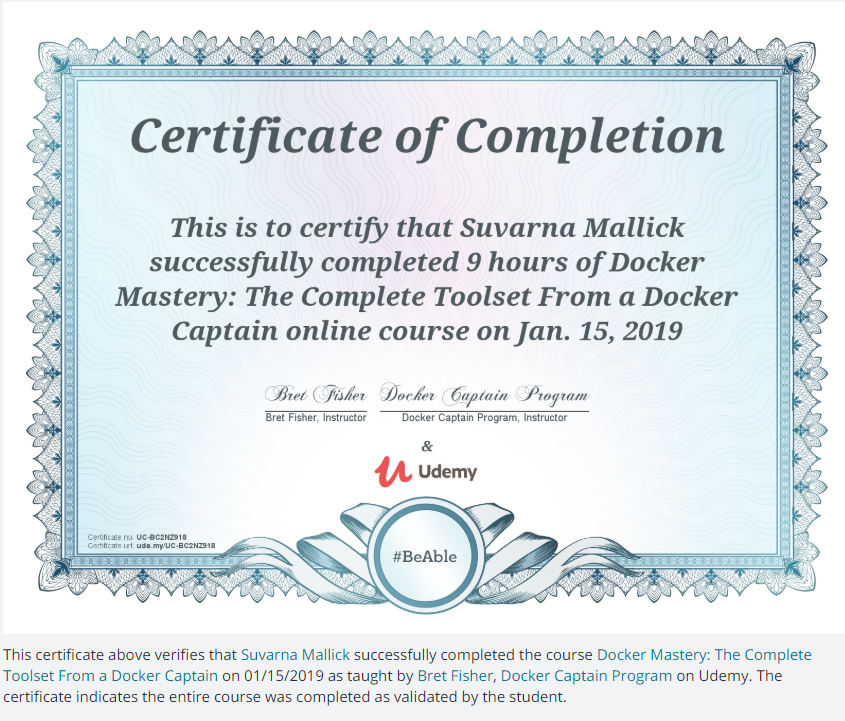 Certificate of Completion
This is to certify that Suvarna Mallick
successfully completed 9 hours of Docker
Mastery: The Complete Toolset From a Docker
Captain online course on Jan. 15, 2019
Bret Fisher Docker Captain Program
Bret Fisher, Instructor Docker Captain Program, Instructor
&
Udemy
Certificate no. UC-BC2NZ918
Certificate url. ude.my/UC-BC2NZ918
#BeAble
This certificate above verifies that Suvarna Mallick successfully completed the course Docker Mastery: The Complete
Toolset From a Docker Captain on 01/15/2019 as taught by Bret Fisher, Docker Captain Program on Udemy. The
certificate indicates the entire course was completed as validated by the student.